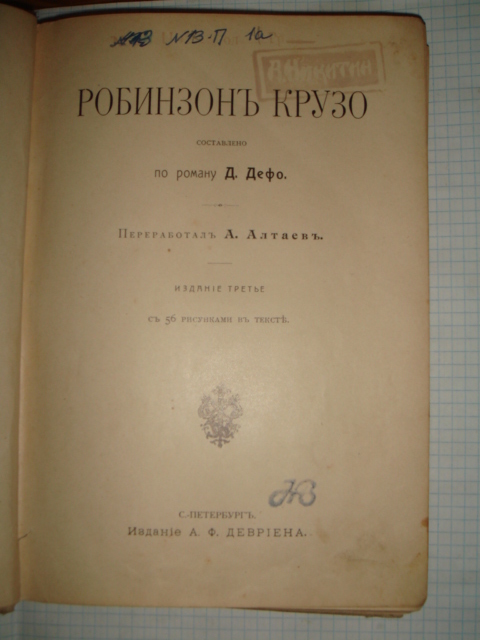 №13-П 1а
А. Никитин
РОБИНЗОНЪ КРУЗО
СОСТАВЛЕНО
по роману Д. Дефо.
Переработалъ А. Алтаевъ.
ИЗДАНІЕ ТРЕТЬЕ
СЪ 56 РИСУНКАМИ ВЪ ТЕКСТѢ.
С.-ПЕТЕРБУРГЪ.
Изданіе А. Ф. ДЕВРІЕНА.